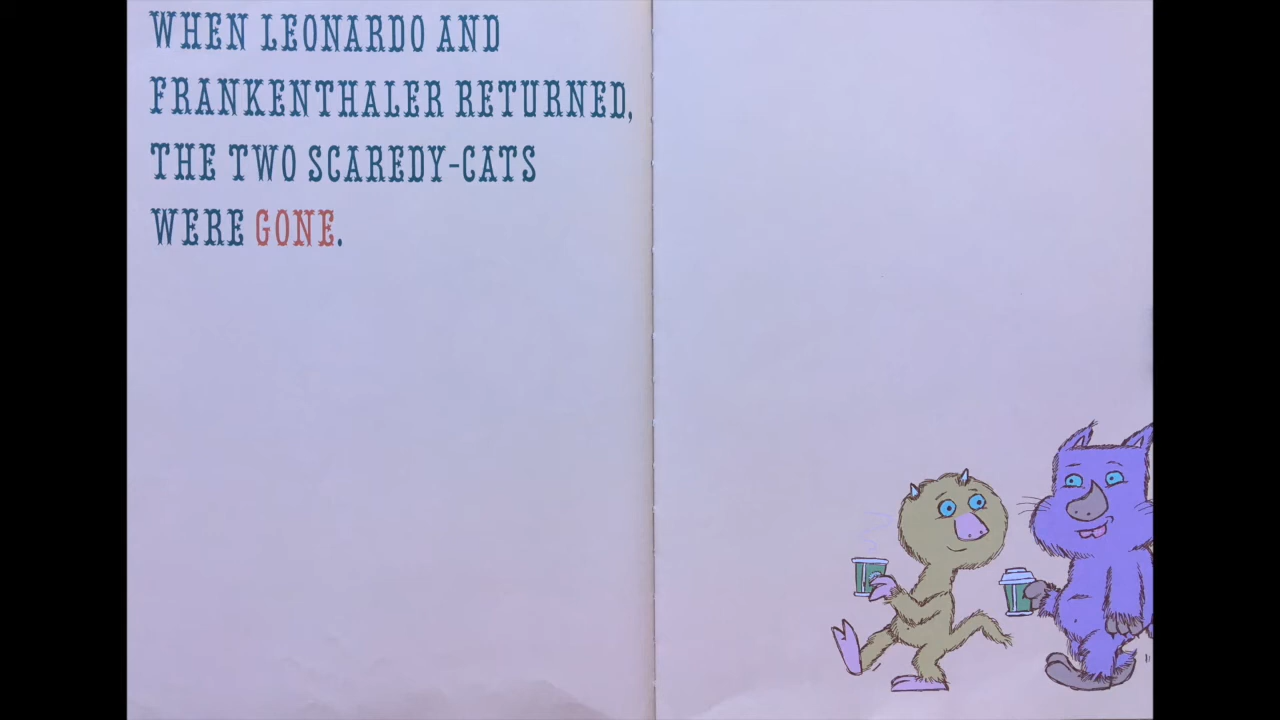 WHEN LEONARDO AND
FRANKENTHALER RETURNED,
THE TWO SCAREDY-CATS
WERE GONE.